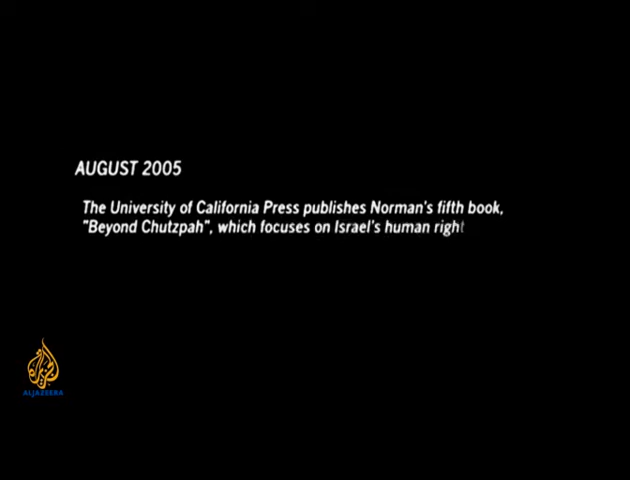 AUGUST 2005
The University of California Press publishes Norman's fifth book,
"Beyond Chutzpah", which focuses on Israel's human right
ALJAZEERA